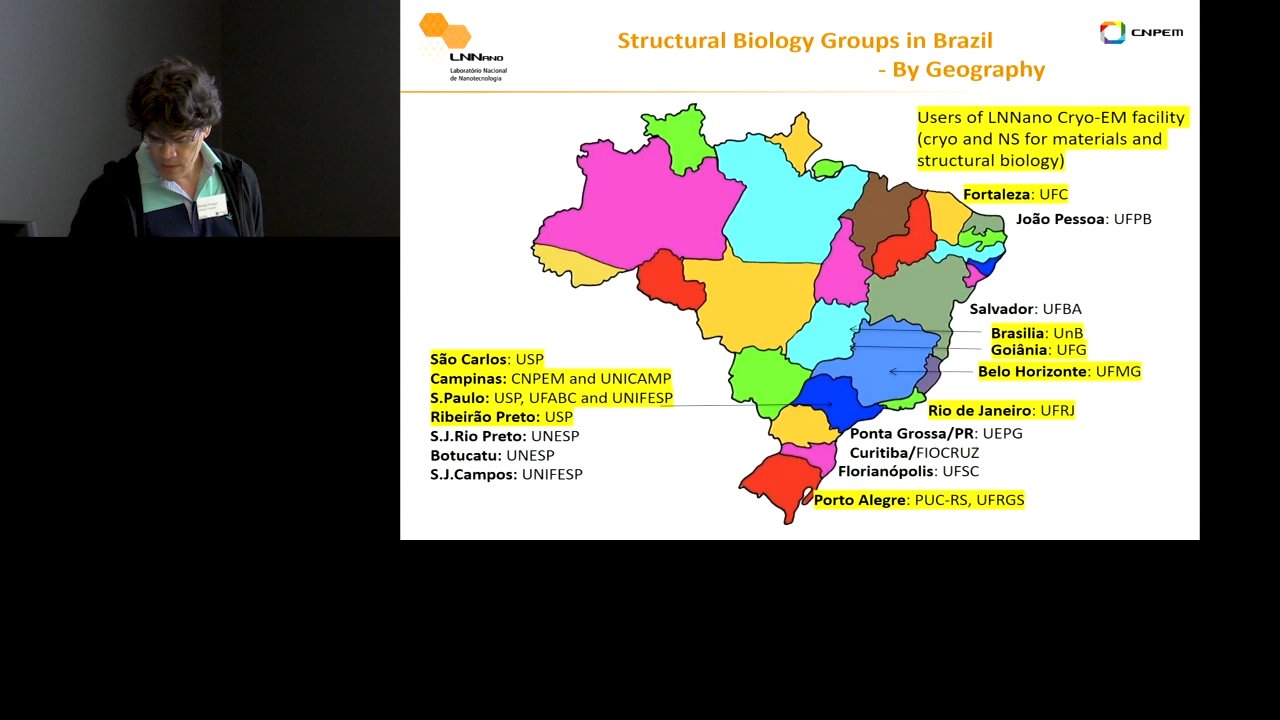 LNNANO
Laboratório Nacional
de Nanotecnologia
Structural Biology Groups in Brazil
- By Geography
CNPEM
Users of LNNano Cryo-EM facility
(cryo and NS for materials and
structural biology)
Fortaleza: UFC
João Pessoa: UFPB
Salvador: UFBA
Brasilia: UnB
Goiânia: UFG
Belo Horizonte: UFMG
Rio de Janeiro: UFRJ
Ponta Grossa/PR: UEPG
Curitiba/FIOCRUZ
Florianópolis: UFSC
Porto Alegre: PUC-RS, UFRGS
São Carlos: USP
Campinas: CNPEM and UNICAMP
S.Paulo: USP, UFABC and UNIFESP
Ribeirão Preto: USP
S.J.Rio Preto: UNESP
Botucatu: UNESP
S.J.Campos: UNIFESP